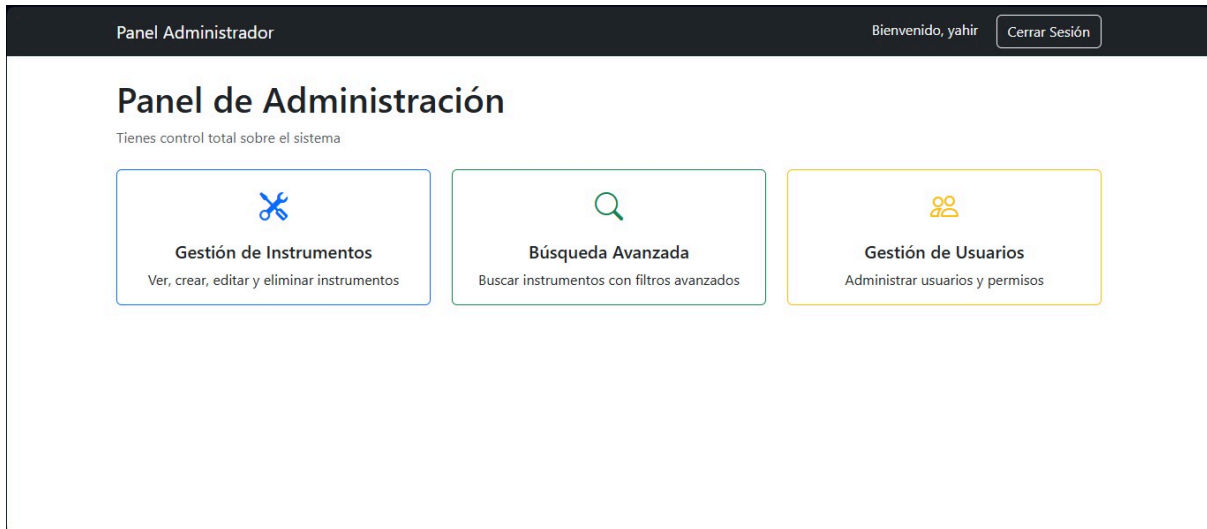 Panel Administrador
Bienvenido, yahir
Cerrar Sesión
Panel de Administración
Tienes control total sobre el sistema
Gestión de Instrumentos
Ver, crear, editar y eliminar instrumentos
Búsqueda Avanzada
Buscar instrumentos con filtros avanzados
Gestión de Usuarios
Administrar usuarios y permisos